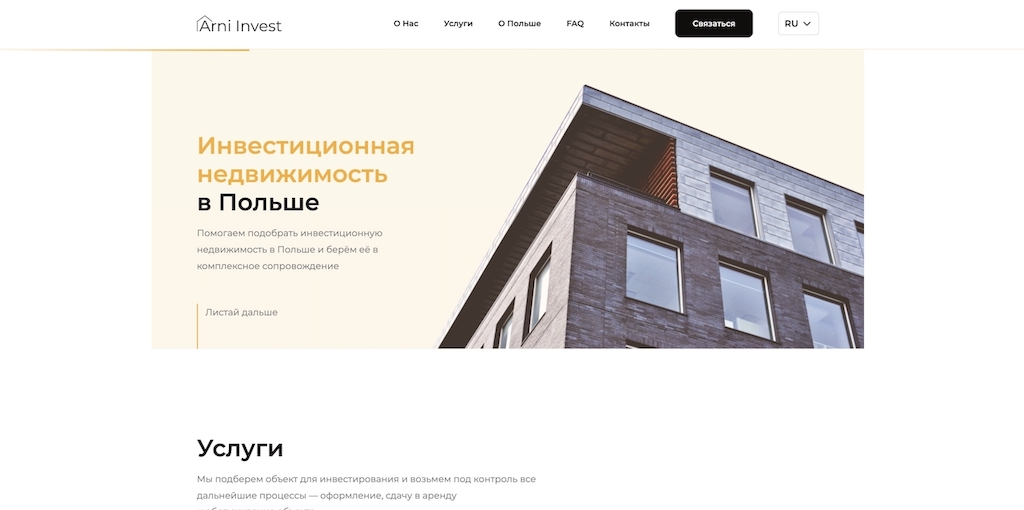 Arni Invest
О Нас
Услуги
О Польше
FAQ
Контакты
Связаться
RU
Инвестиционная
недвижимость
в Польше
Помогаем подобрать инвестиционную
недвижимость в Польше и берём её в
комплексное сопровождение
Листай дальше
Услуги
Мы подберем объект для инвестирования и возьмем под контроль все
дальнейшие процессы — оформление, сдачу в аренду